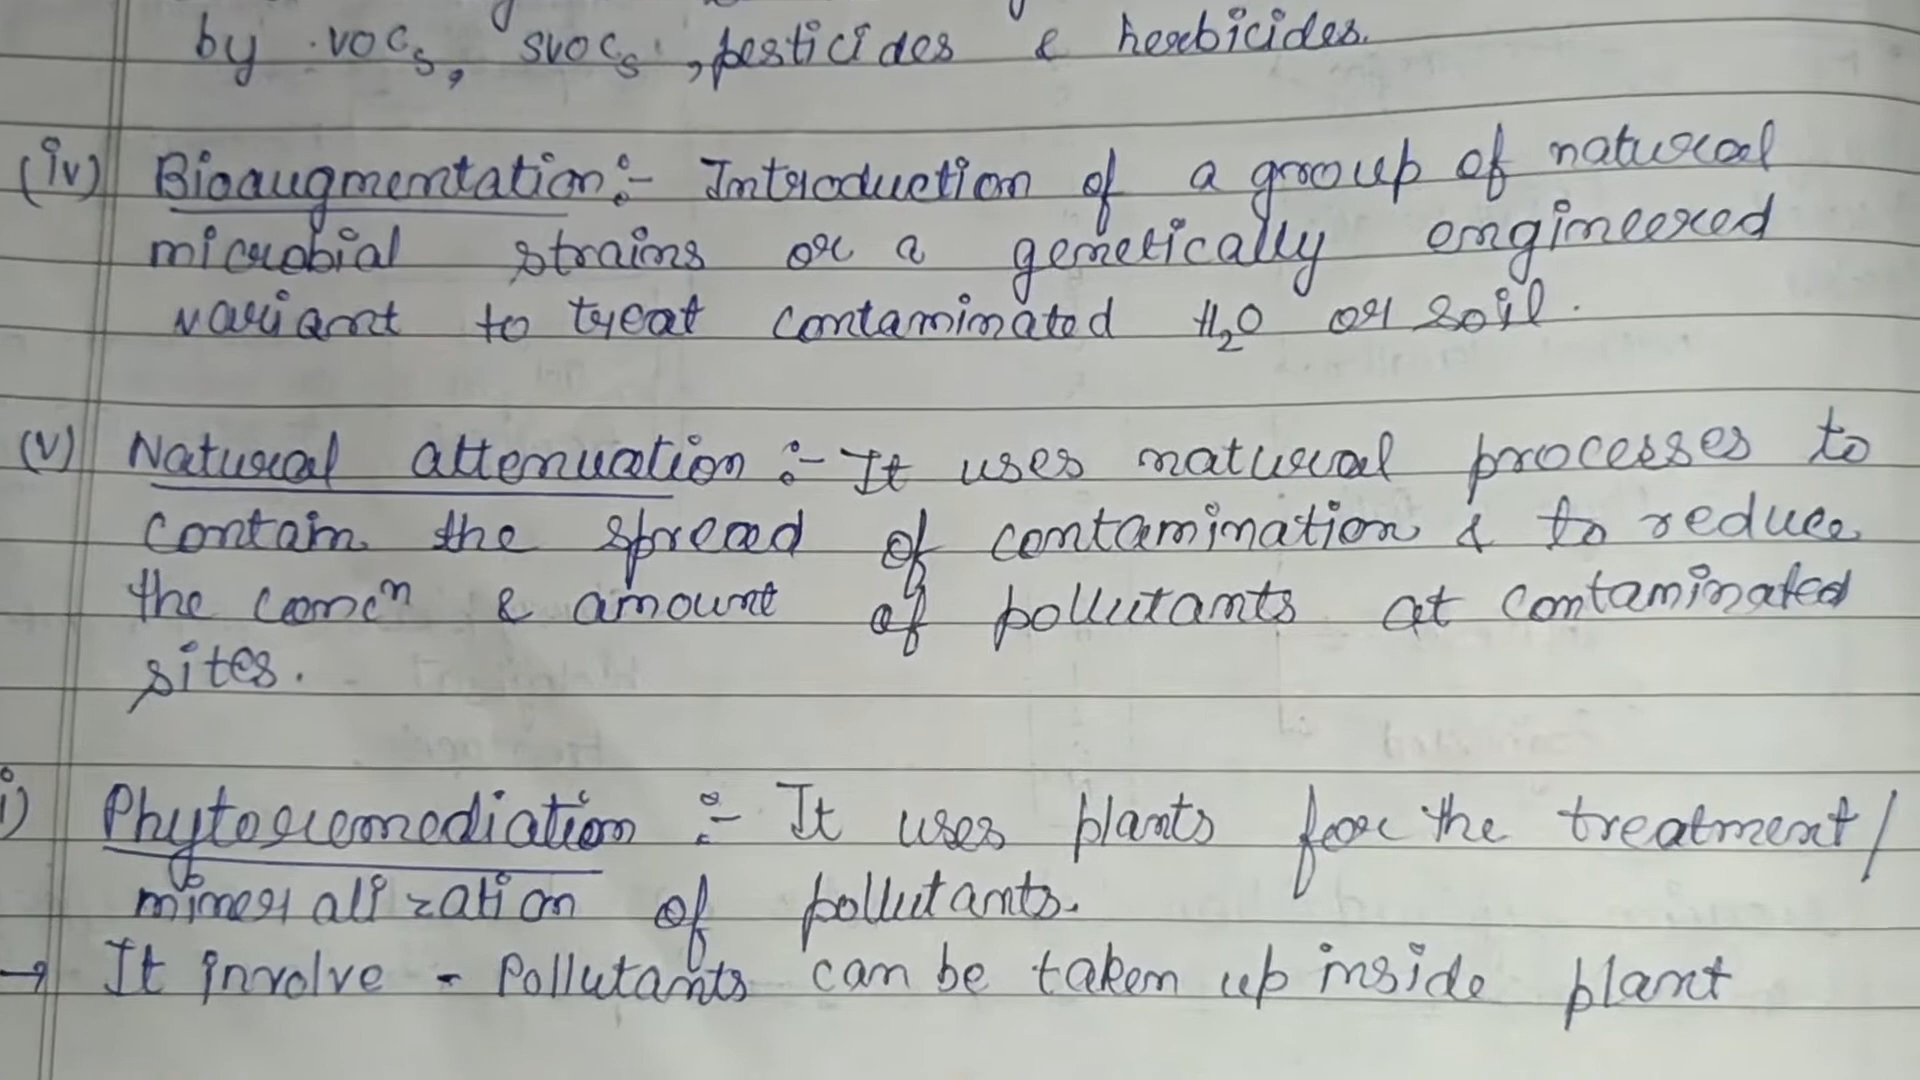 by VOCs, SVOCs, pesticides & herbicides.
(iv) Bioaugmentation :- Introduction of a group of natural
microbial strains or a genetically engineered
variant to treat contaminated H₂O or soil.
(v) Natural attenuation :- It uses natural processes to
contain the spread of contamination & to reduce
the concⁿ & amount of pollutants at contaminated
sites.
i) Phytoremediation :- It uses plants for the treatment/
mineralization of pollutants.
→ It involve - Pollutants can be taken up inside plant